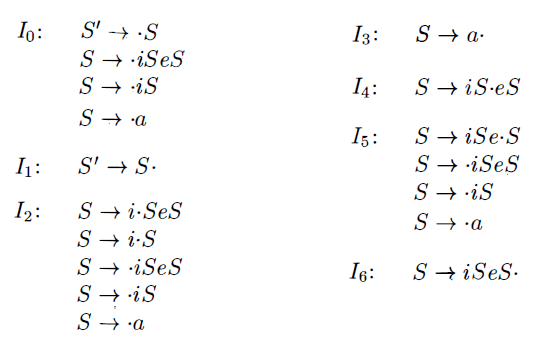 I₀: S′ → ·S
S → ·iSeS
S → ·iS
S → ·a
I₁: S′ → S·
I₂: S → i·SeS
S → i·S
S → ·iSeS
S → ·iS
S → ·a
I₃: S → a·
I₄: S → iS·eS
I₅: S → iSe·S
S → ·iSeS
S → ·iS
S → ·a
I₆: S → iSeS·